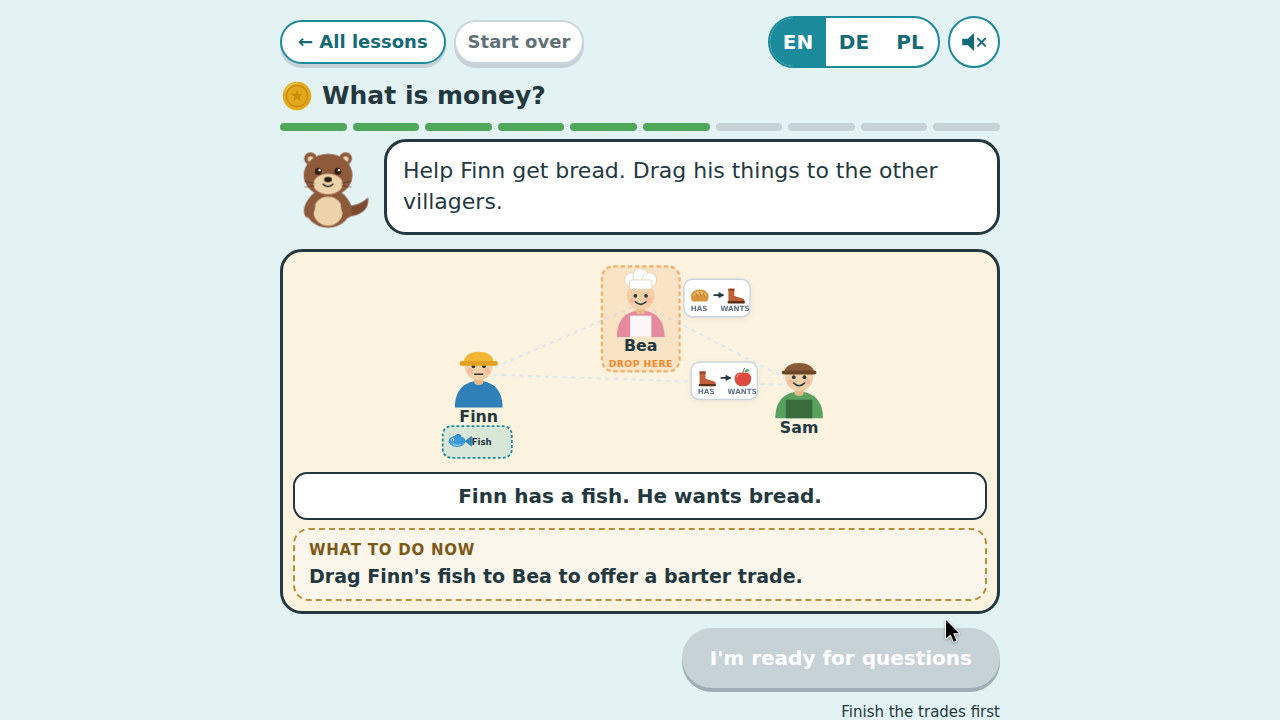 ← All lessons
Start over
EN
DE
PL
What is money?
Help Finn get bread. Drag his things to the other
villagers.
HAS
WANTS
Bea
DROP HERE
HAS
WANTS
Finn
Fish
Sam
Finn has a fish. He wants bread.
WHAT TO DO NOW
Drag Finn's fish to Bea to offer a barter trade.
I'm ready for questions
Finish the trades first